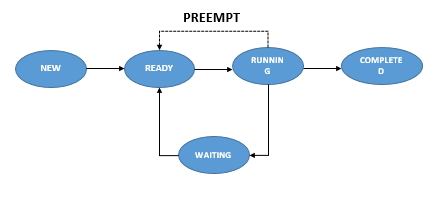 PREEMPT
NEW
READY
RUNNIN
G
COMPLETE
D
WAITING